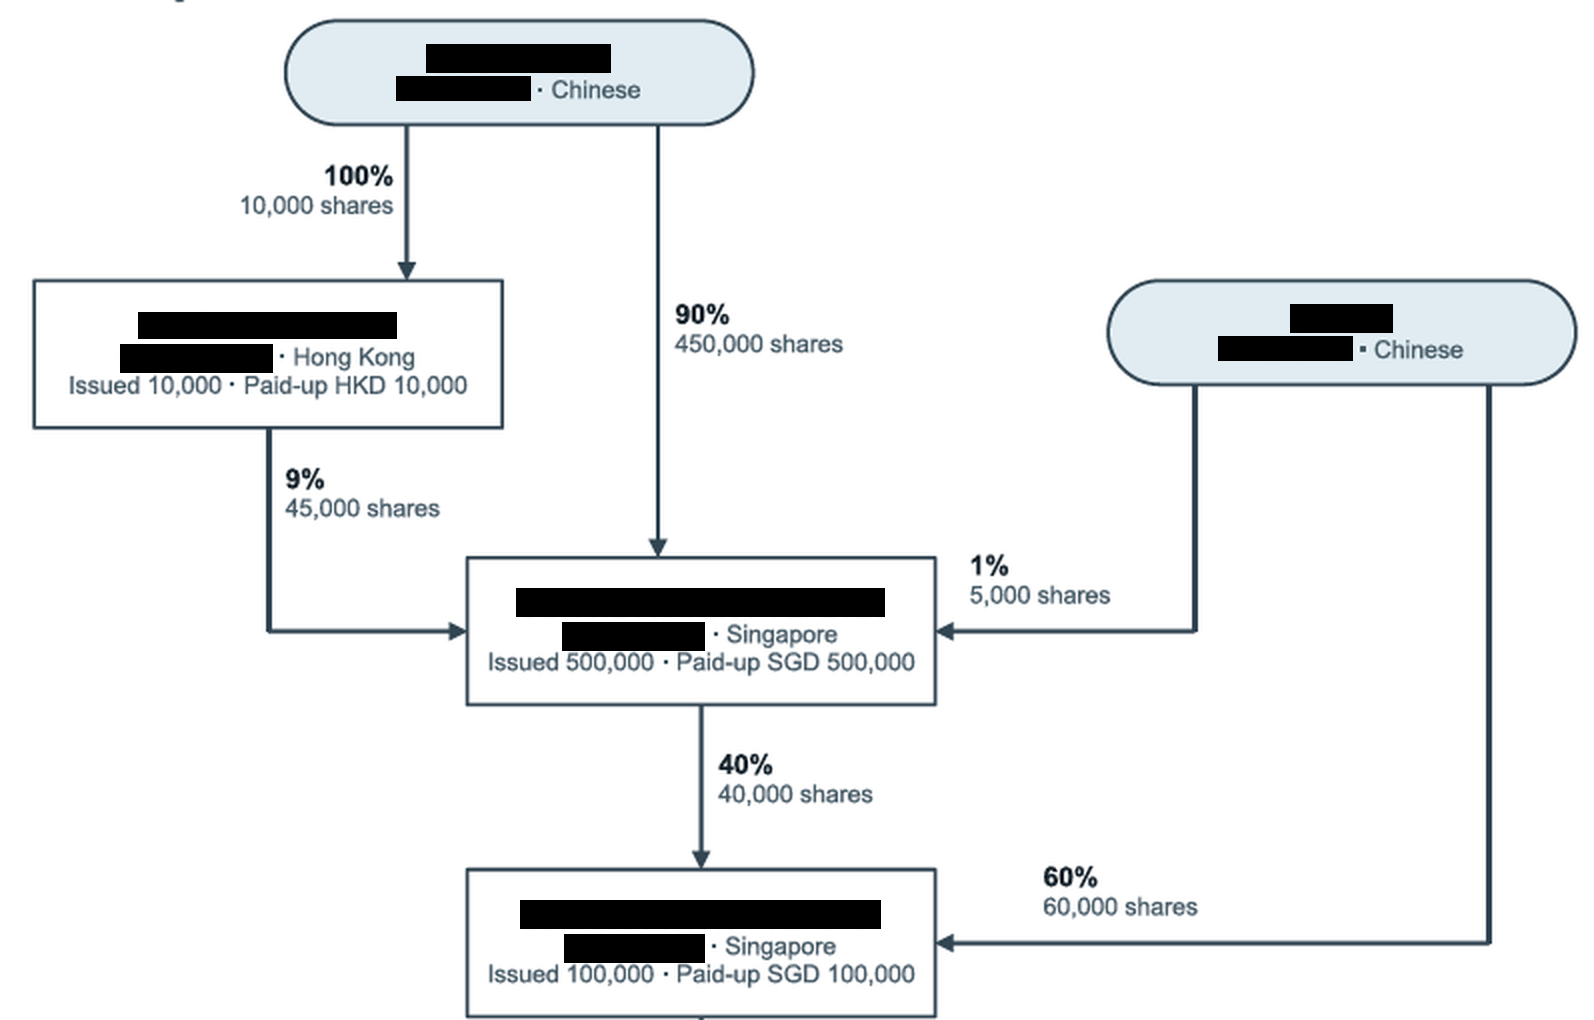 · Chinese
100%
10,000 shares
· Hong Kong
Issued 10,000 · Paid-up HKD 10,000
90%
450,000 shares
· Chinese
9%
45,000 shares
1%
5,000 shares
· Singapore
Issued 500,000 · Paid-up SGD 500,000
40%
40,000 shares
60%
60,000 shares
· Singapore
Issued 100,000 · Paid-up SGD 100,000